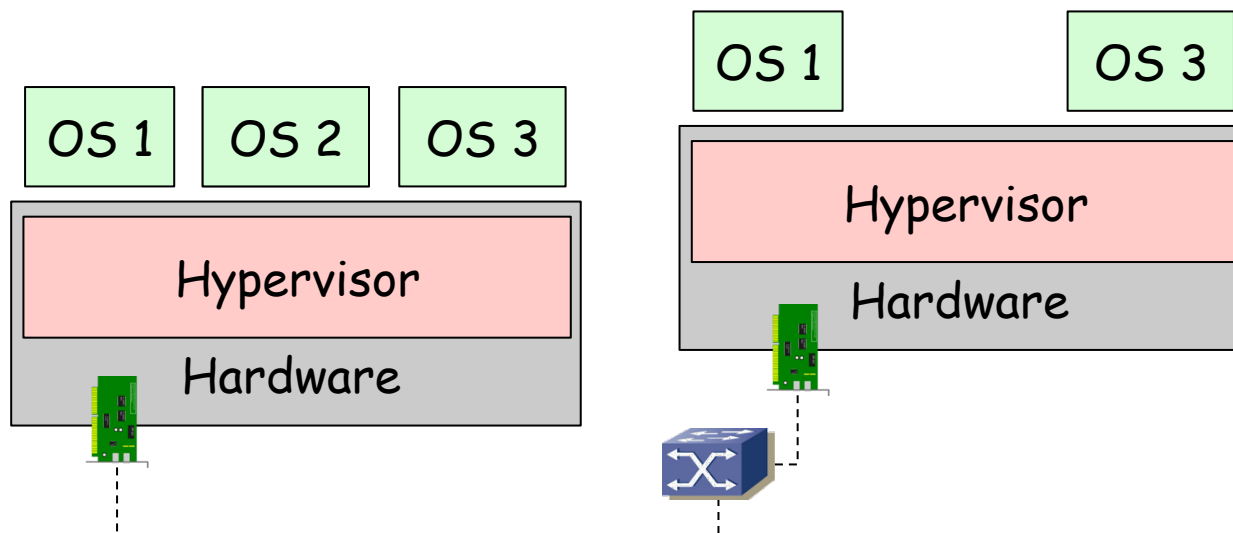 OS 1
OS 2
OS 3
Hypervisor
Hardware
OS 1
OS 3
Hypervisor
Hardware